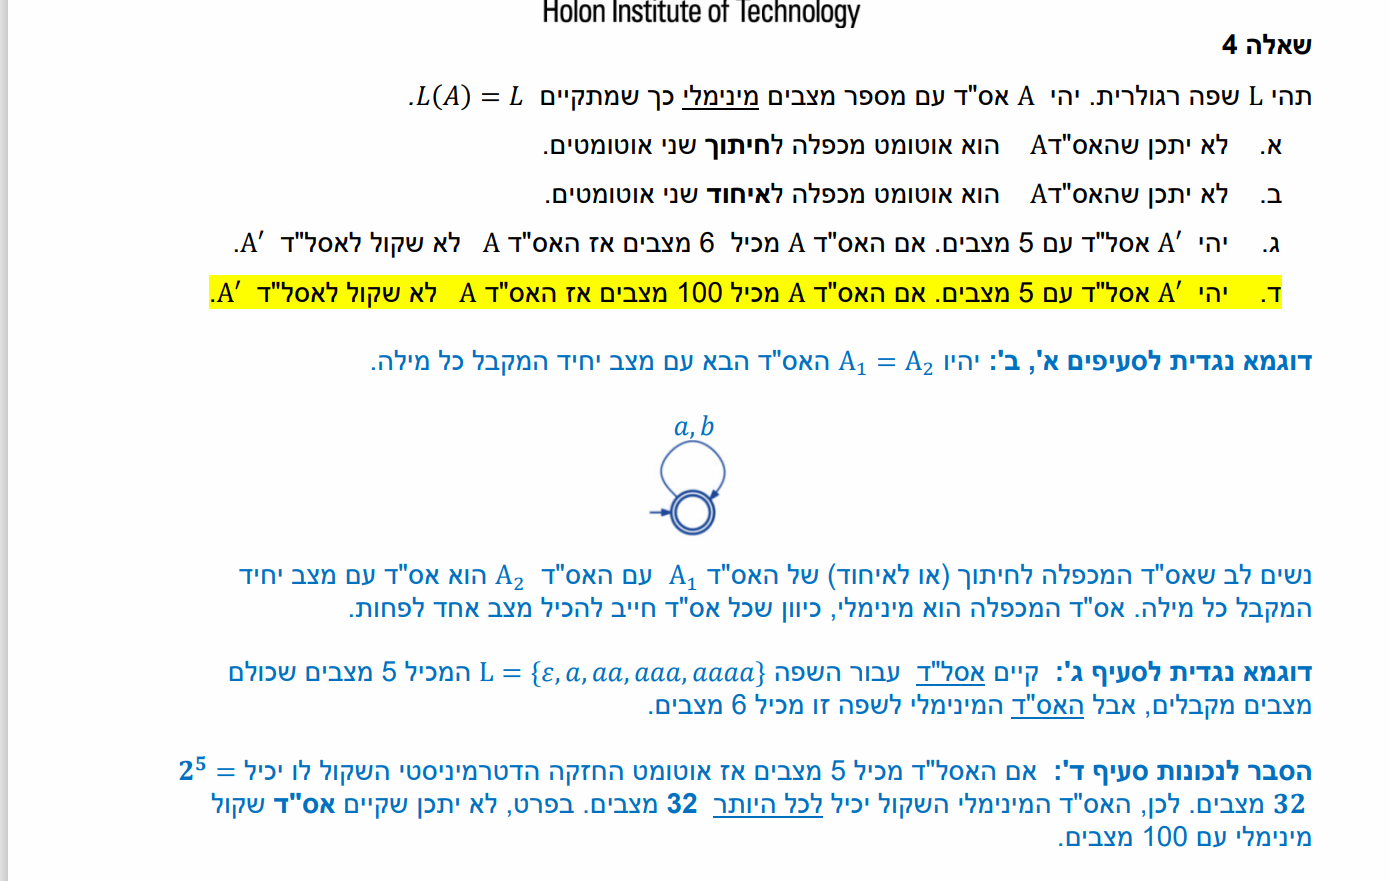 Holon Institute of Technology
שאלה 4
תהי L שפה רגולרית. יהי A אס"ד עם מספר מצבים מינימלי כך שמתקיים L(A) = L.
א. לא יתכן שהאס"דA הוא אוטומט מכפלה לחיתוך שני אוטומטים.
ב. לא יתכן שהאס"דA הוא אוטומט מכפלה לאיחוד שני אוטומטים.
ג. יהי A′ אסל"ד עם 5 מצבים. אם האס"ד A מכיל 6 מצבים אז האס"ד A לא שקול לאסל"ד A′.
ד. יהי A′ אסל"ד עם 5 מצבים. אם האס"ד A מכיל 100 מצבים אז האס"ד A לא שקול לאסל"ד A′.
דוגמא נגדית לסעיפים א', ב': יהיו A₁ = A₂ האס"ד הבא עם מצב יחיד המקבל כל מילה.
a, b
נשים לב שאס"ד המכפלה לחיתוך (או לאיחוד) של האס"ד A₁ עם האס"ד A₂ הוא אס"ד עם מצב יחיד
המקבל כל מילה. אס"ד המכפלה הוא מינימלי, כיוון שכל אס"ד חייב להכיל מצב אחד לפחות.
דוגמא נגדית לסעיף ג': קיים אסל"ד עבור השפה L = {ε, a, aa, aaa, aaaa} המכיל 5 מצבים שכולם
מצבים מקבלים, אבל האס"ד המינימלי לשפה זו מכיל 6 מצבים.
הסבר לנכונות סעיף ד': אם האסל"ד מכיל 5 מצבים אז אוטומט החזקה הדטרמיניסטי השקול לו יכיל 2⁵ =
32 מצבים. לכן, האס"ד המינימלי השקול יכיל לכל היותר 32 מצבים. בפרט, לא יתכן שקיים אס"ד שקול
מינימלי עם 100 מצבים.